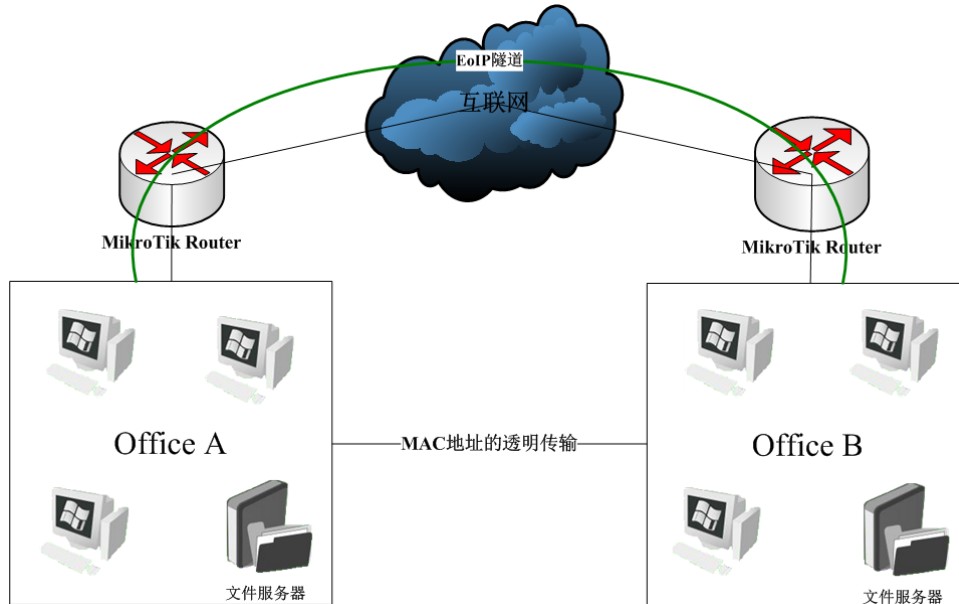 EoIP隧道
互联网
MikroTik Router
MikroTik Router
Office A
MAC地址的透明传输
Office B
文件服务器
文件服务器